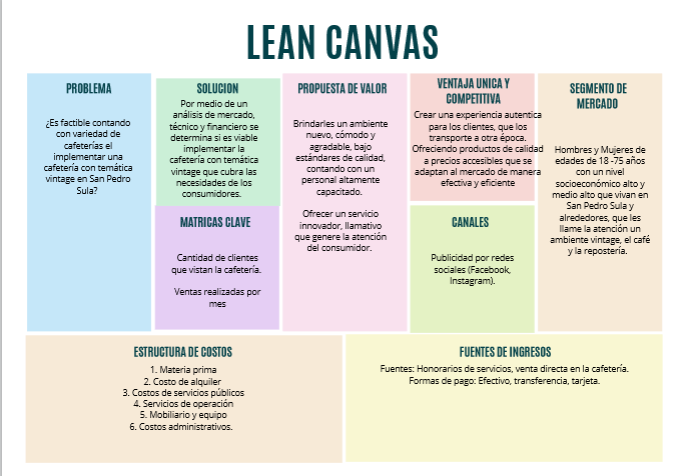 LEAN CANVAS
PROBLEMA
¿Es factible contando
con variedad de
cafeterías el
implementar una
cafetería con temática
vintage en San Pedro
Sula?
SOLUCION
Por medio de un
análisis de mercado,
técnico y financiero se
determina si es viable
implementar la
cafetería con temática
vintage que cubra las
necesidades de los
consumidores.
MATRICAS CLAVE
Cantidad de clientes
que vistan la cafetería.
Ventas realizadas por
mes
PROPUESTA DE VALOR
Brindarles un ambiente
nuevo, cómodo y
agradable, bajo
estándares de calidad,
contando con un
personal altamente
capacitado.
Ofrecer un servicio
innovador, llamativo
que genere la atención
del consumidor.
VENTAJA UNICA Y
COMPETITIVA
Crear una experiencia autentica
para los clientes, que los
transporte a otra época.
Ofreciendo productos de calidad
a precios accesibles que se
adaptan al mercado de manera
efectiva y eficiente
CANALES
Publicidad por redes
sociales (Facebook,
Instagram).
SEGMENTO DE
MERCADO
Hombres y Mujeres de
edades de 18 -75 años
con un nivel
socioeconómico alto y
medio alto que vivan en
San Pedro Sula y
alrededores, que les
llame la atención un
ambiente vintage, el café
y la repostería.
ESTRUCTURA DE COSTOS
1. Materia prima
2. Costo de alquiler
3. Costos de servicios públicos
4. Servicios de operación
5. Mobiliario y equipo
6. Costos administrativos.
FUENTES DE INGRESOS
Fuentes: Honorarios de servicios, venta directa en la cafetería.
Formas de pago: Efectivo, transferencia, tarjeta.